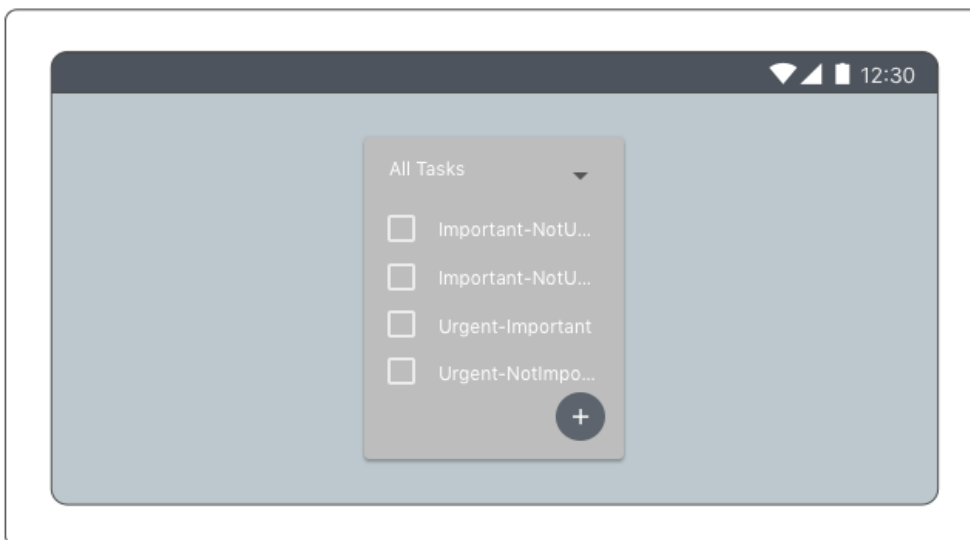 12:30
All Tasks
Important-NotU...
Important-NotU...
Urgent-Important
Urgent-NotImpo...
+